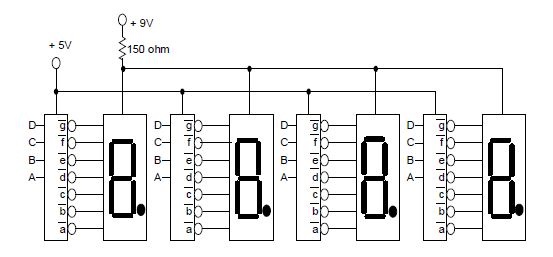 + 9V
150 ohm
+ 5V
D g D g D g D g
C f C f C f C f
B e B e B e B e
A d A d A d A d
c c c c
b b b b
a a a a